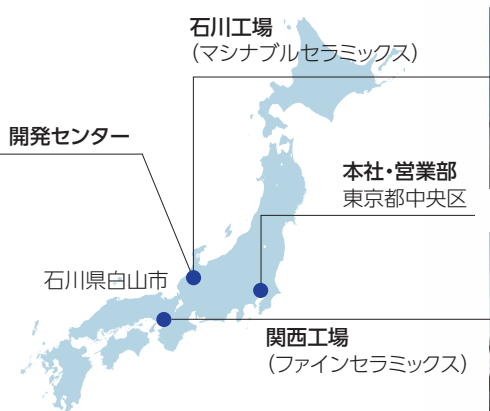 石川工場
（マシナブルセラミックス）
開発センター
本社・営業部
東京都中央区
石川県白山市
関西工場
（ファインセラミックス）